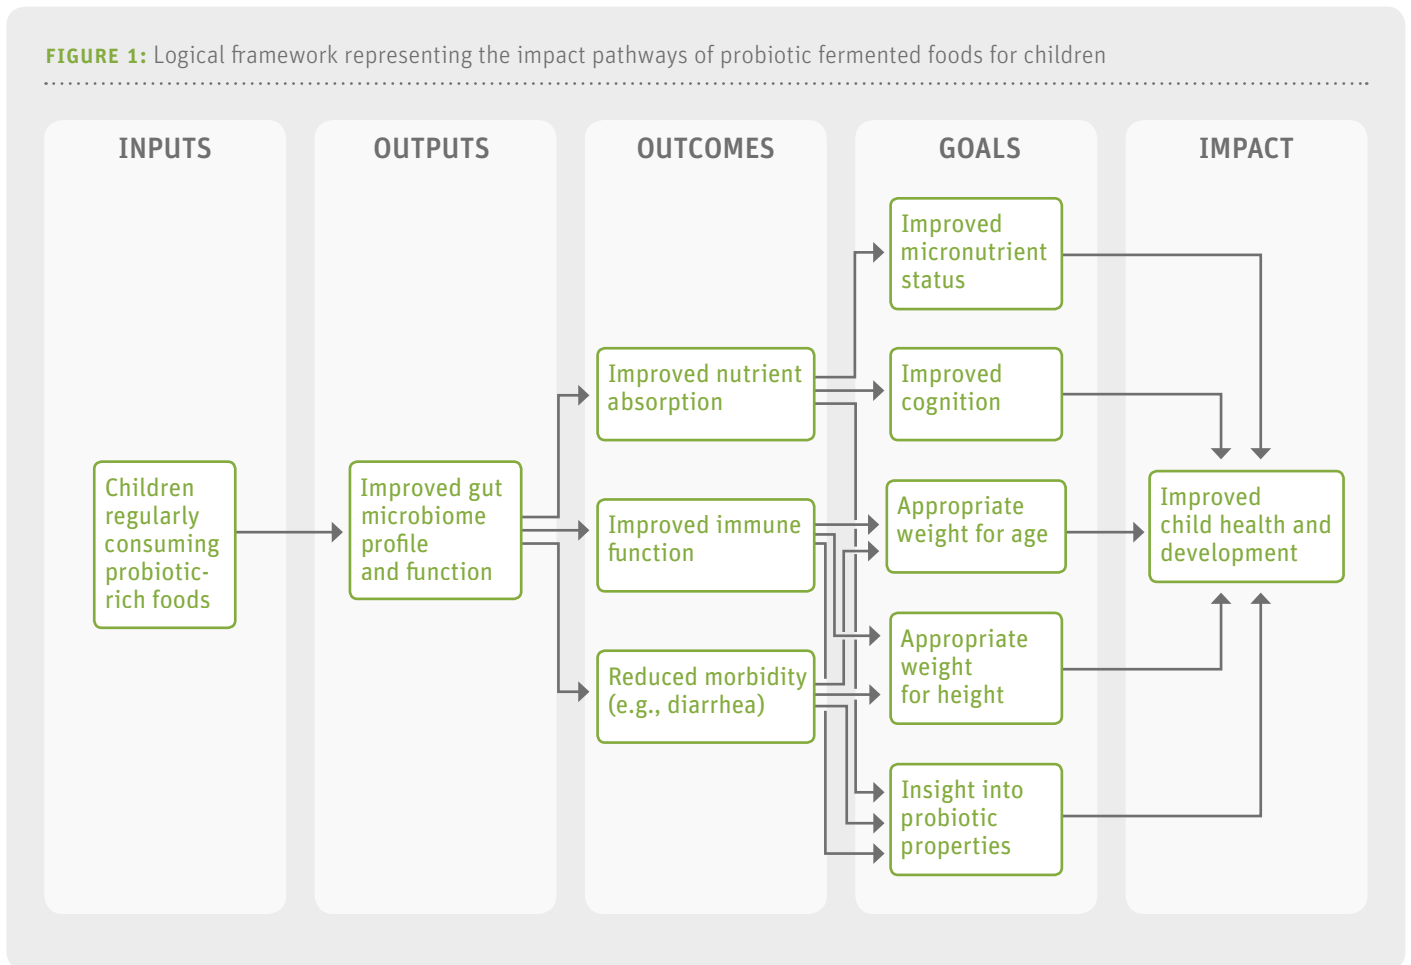 FIGURE 1: Logical framework representing the impact pathways of probiotic fermented foods for children
INPUTS
OUTPUTS
OUTCOMES
GOALS
IMPACT
Children
regularly
consuming
probiotic-
rich foods
Improved gut
microbiome
profile
and function
Improved nutrient
absorption
Improved immune
function
Reduced morbidity
(e.g., diarrhea)
Improved
micronutrient
status
Improved
cognition
Appropriate
weight for age
Appropriate
weight
for height
Insight into
probiotic
properties
Improved
child health and
development